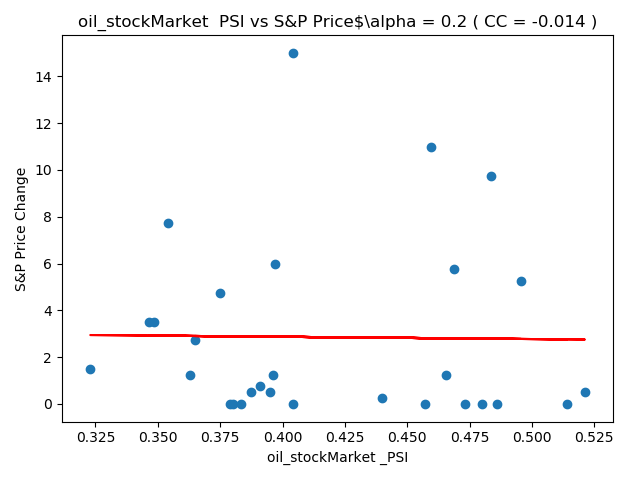 oil_stockMarket  PSI vs S&P Price$\alpha = 0.2 ( CC = -0.014 )
14
12
10
8
6
4
2
0
S&P Price Change
0.325 0.350 0.375 0.400 0.425 0.450 0.475 0.500 0.525
oil_stockMarket _PSI